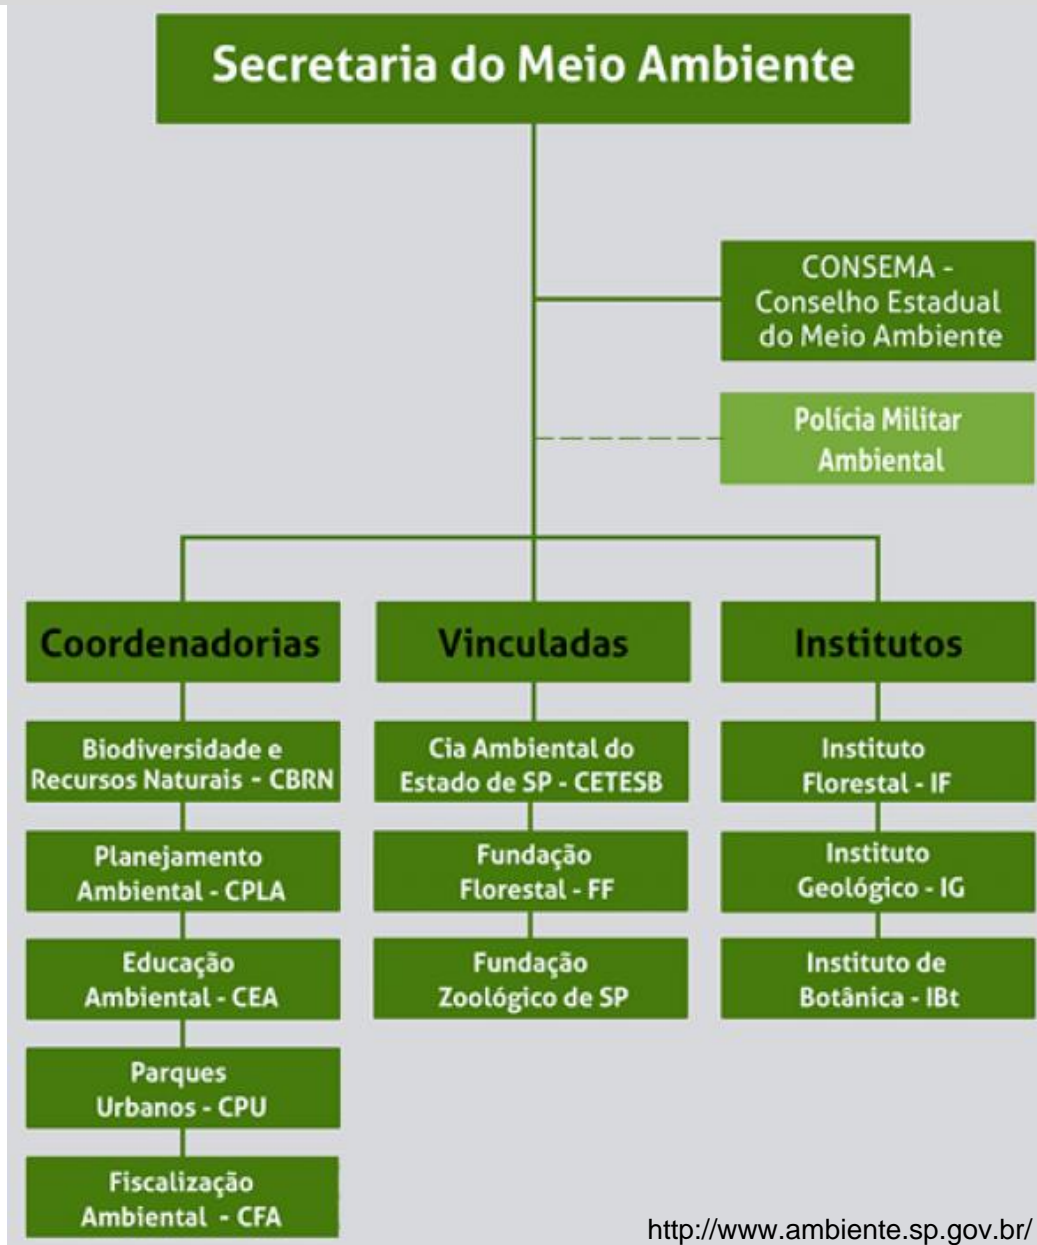 Secretaria do Meio Ambiente
CONSEMA -
Conselho Estadual
do Meio Ambiente
Polícia Militar
Ambiental
Coordenadorias
Biodiversidade e
Recursos Naturais - CBRN
Planejamento
Ambiental - CPLA
Educação
Ambiental - CEA
Parques
Urbanos - CPU
Fiscalização
Ambiental - CFA
Vinculadas
Cia Ambiental do
Estado de SP - CETESB
Fundação
Florestal - FF
Fundação
Zoológico de SP
Institutos
Instituto
Florestal - IF
Instituto
Geológico - IG
Instituto de
Botânica - IBt
http://www.ambiente.sp.gov.br/